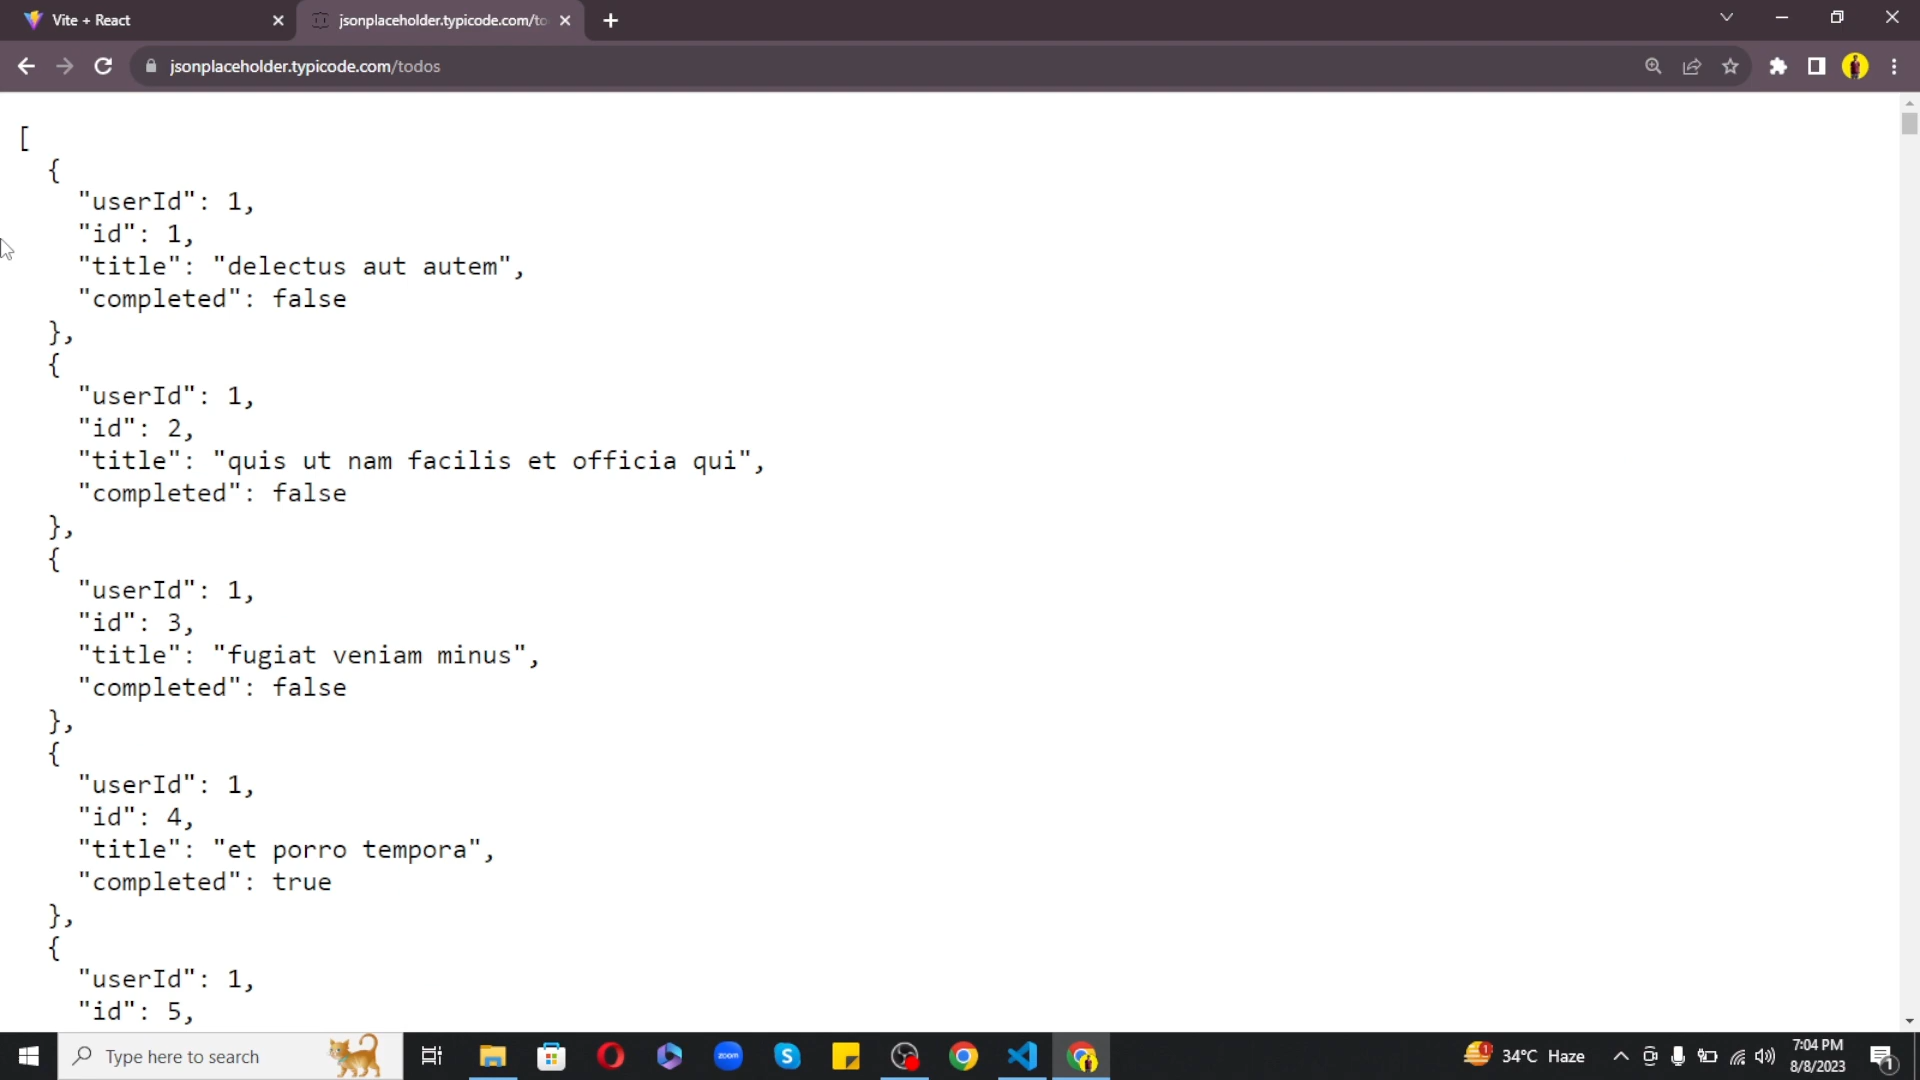 Vite + React
jsonplaceholder.typicode.com/to
jsonplaceholder.typicode.com/todos
[
{
"userId": 1,
"id": 1,
"title": "delectus aut autem",
"completed": false
},
{
"userId": 1,
"id": 2,
"title": "quis ut nam facilis et officia qui",
"completed": false
},
{
"userId": 1,
"id": 3,
"title": "fugiat veniam minus",
"completed": false
},
{
"userId": 1,
"id": 4,
"title": "et porro tempora",
"completed": true
},
{
"userId": 1,
"id": 5,
Type here to search
zoom
S
1
34°C Haze
7:04 PM
8/8/2023
1